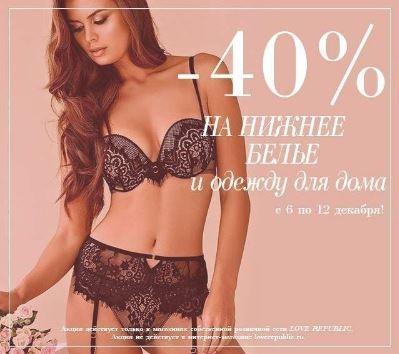 -40%
НА НИЖНЕЕ
БЕЛЬЕ
и одежду для дома
с 6 по 12 декабря!
Акция действует только в магазинах собственной розничной сети LOVE REPUBLIC.
Акция не действует в интернет-магазине loverepublic.ru.